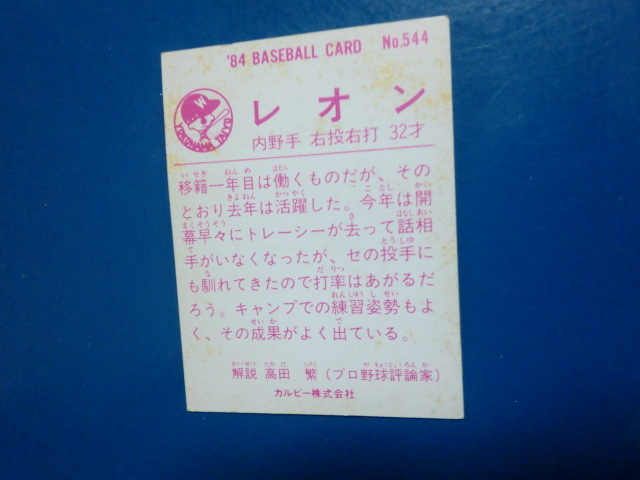 '84 BASEBALL CARD No.544
W
YOKOHAMA TAIYO
レオン
内野手 右投右打 32才
移籍一年目は働くものだが、その
とおり去年は活躍した。今年は開
幕早々にトレーシーが去って話相
手がいなくなったが、セの投手に
も馴れてきたので打率はあがるだ
ろう。キャンプでの練習姿勢もよ
く、その成果がよく出ている。
解説 高田 繁(プロ野球評論家)
カルビー株式会社